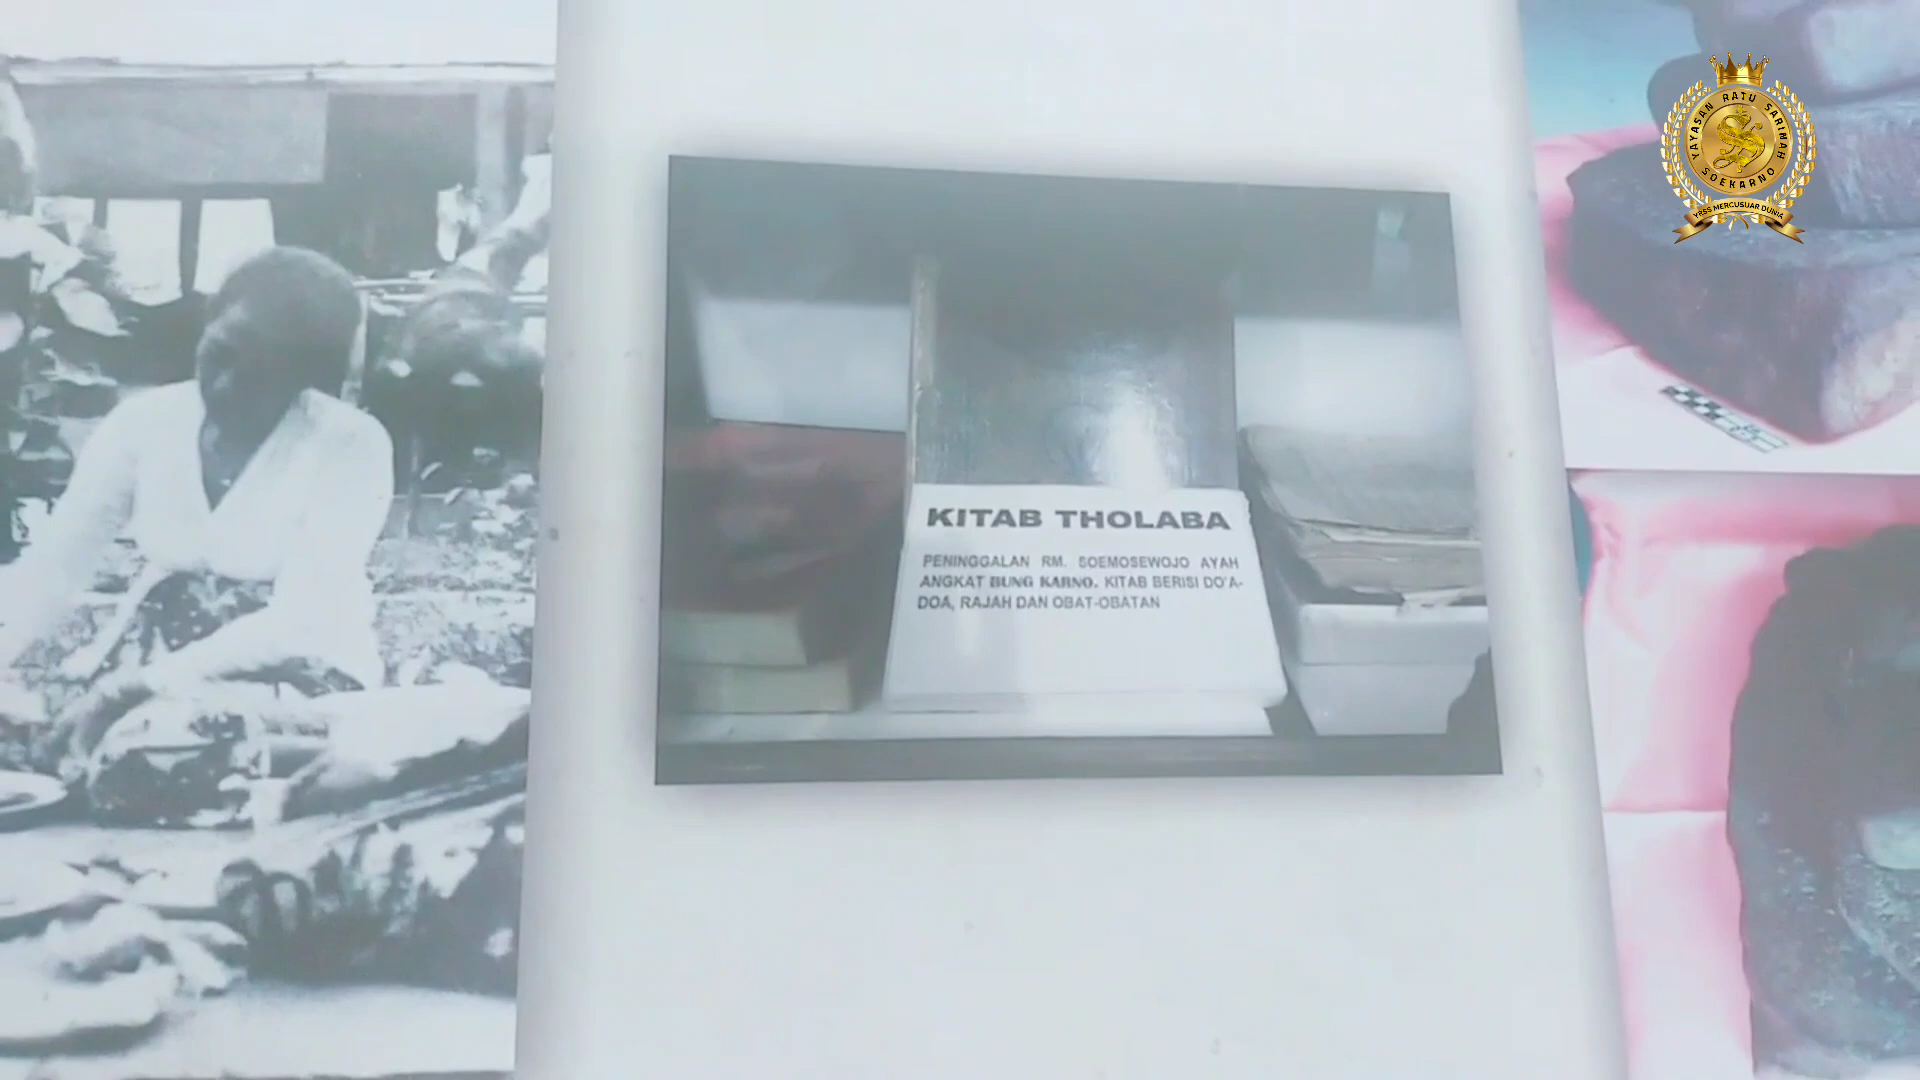 YAYASAN RATU SARINAH
SOEKARNO
YRSS MERCUSUAR DUNIA
KITAB THOLABA
PENINGGALAN RM. SOEMOSEWOJO AYAH
ANGKAT BUNG KARNO. KITAB BERISI DO'A-
DOA, RAJAH DAN OBAT-OBATAN